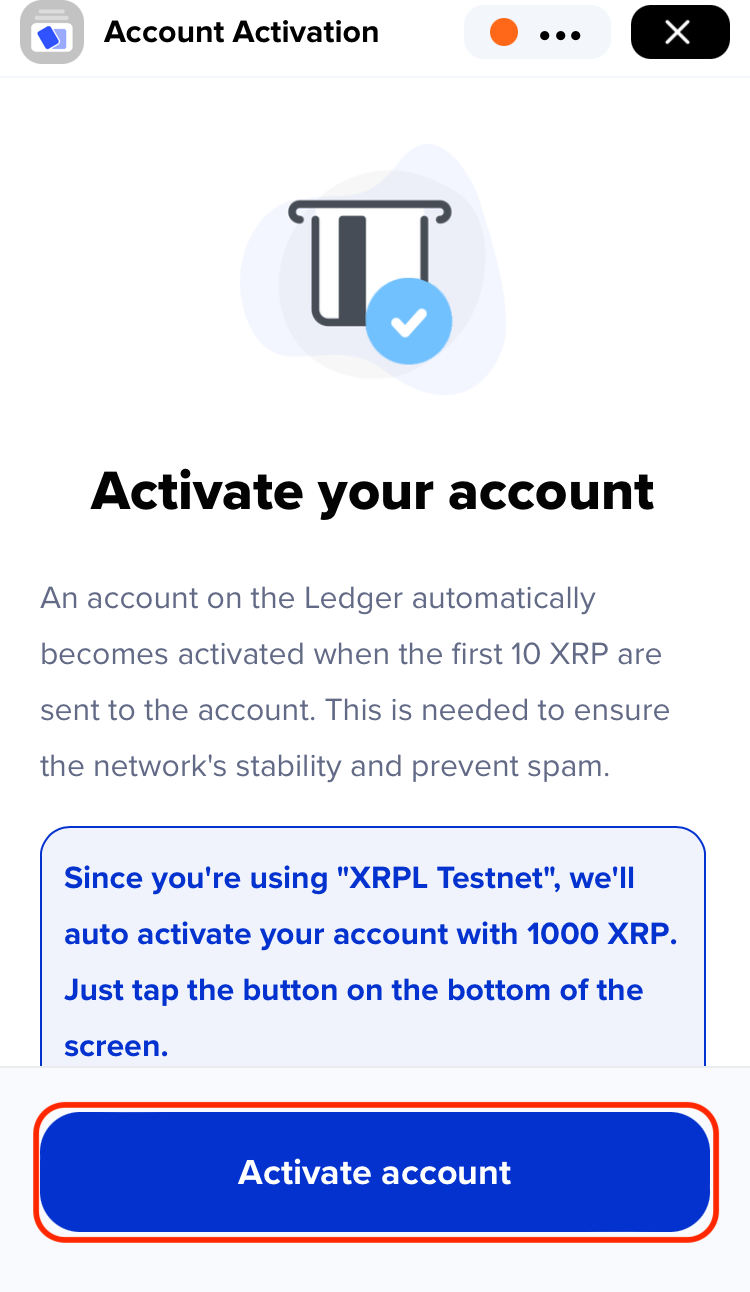 Account Activation
Activate your account
An account on the Ledger automatically
becomes activated when the first 10 XRP are
sent to the account. This is needed to ensure
the network's stability and prevent spam.
Since you're using "XRPL Testnet", we'll
auto activate your account with 1000 XRP.
Just tap the button on the bottom of the
screen.
Activate account